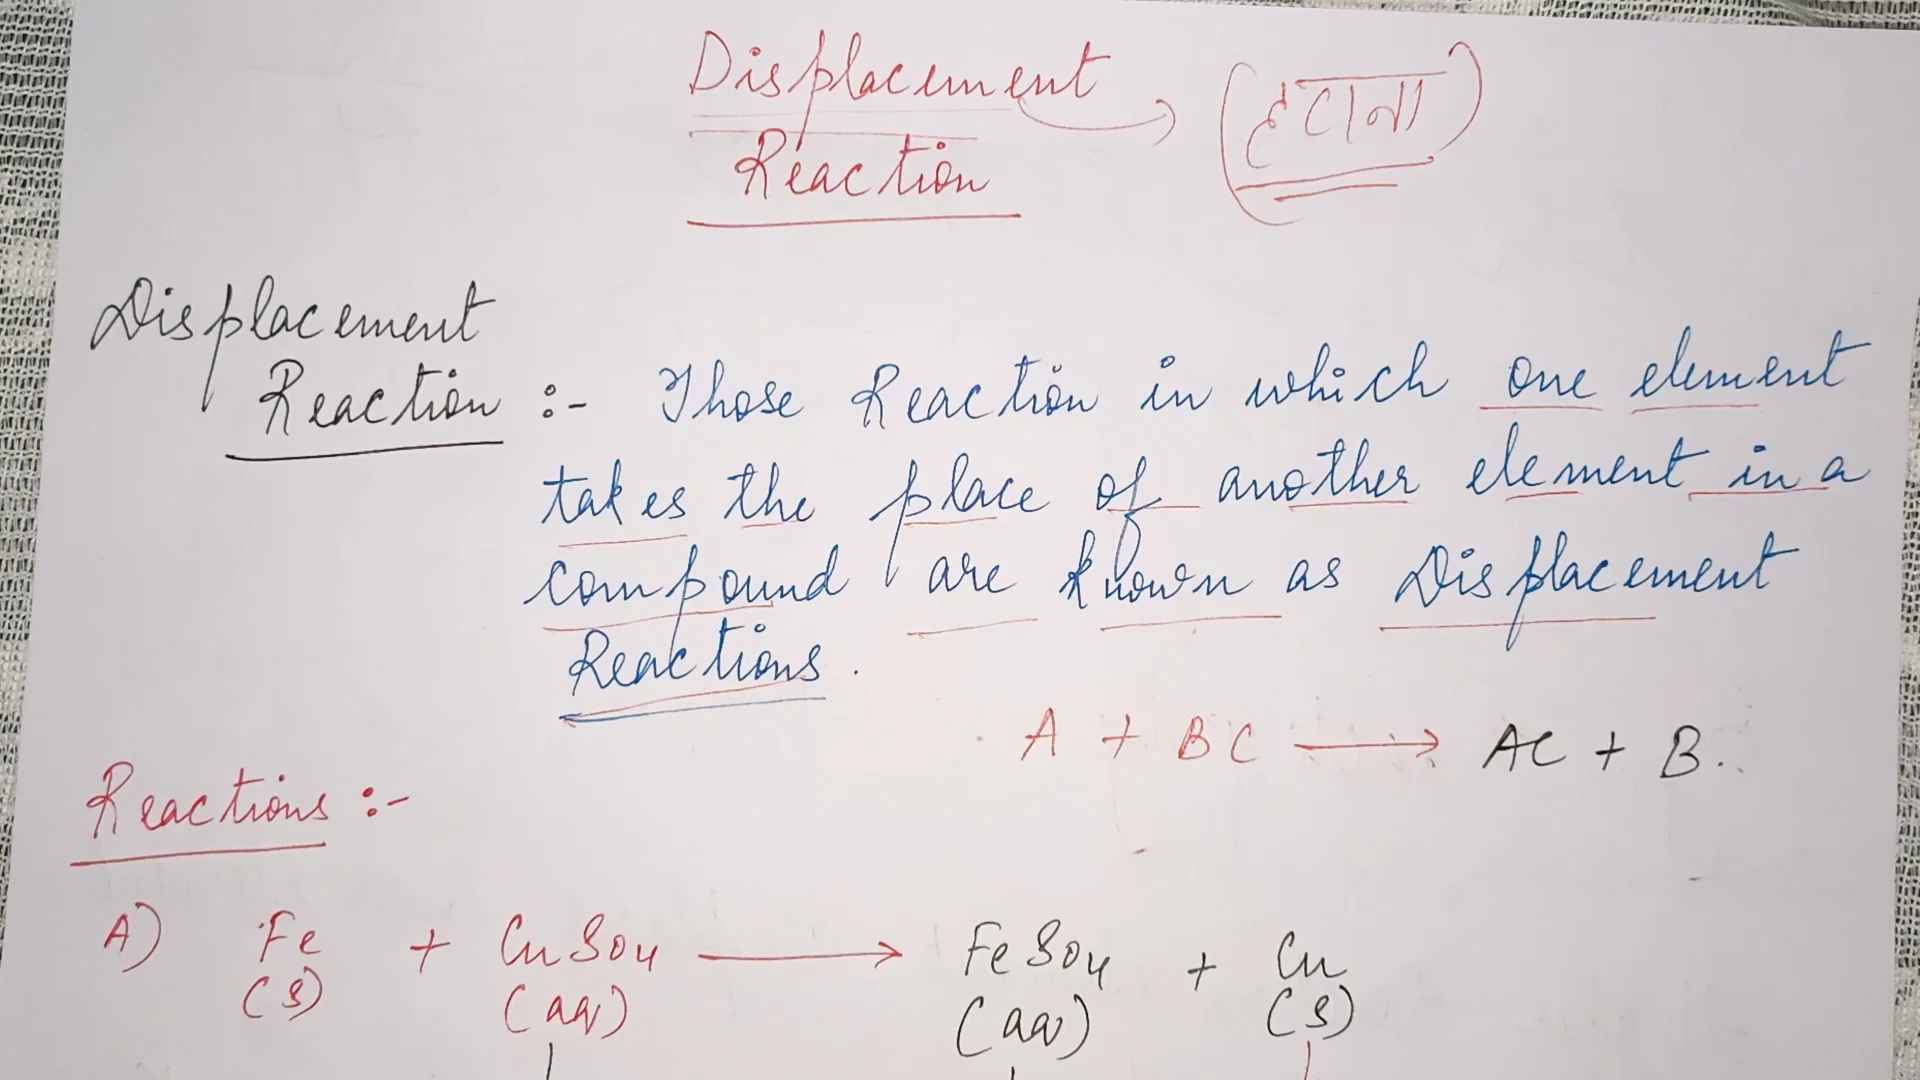 Displacement → (हटाना)
Reaction
Displacement
Reaction :- Those Reaction in which one element
takes the place of another element in a
compound are known as Displacement
Reactions.
A + BC → AC + B.
Reactions :-
A) Fe + CuSO4 → FeSO4 + Cu
(s) (aq) (aq) (s)